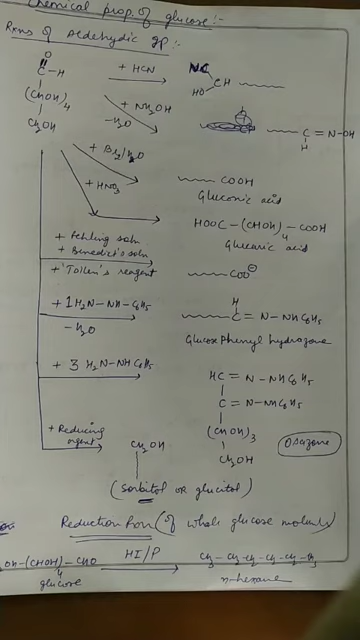 Chemical prop. of glucose :-
Rxns of aldehydic gp :-
O
C-H
(CHOH)4
CH2OH
+ HCN
NC
CH
HO
+ NH2OH
-H2O
C = N-OH
H
+ Br2/H2O
COOH
Gluconic acid
+ HNO3
HOOC-(CHOH)4-COOH
Glucaric acid
+ Fehling soln
+ Benedict's soln
+ Tollen's reagent
COO⊖
+ 1 H2N-NH-C6H5
-H2O
H
C = N-NHC6H5
Glucose Phenyl hydrozone
+ 3 H2N-NHC6H5
HC = N-NHC6H5
C = N-NHC6H5
(CHOH)3
CH2OH
Osazone
+ Reducing agent
CH2OH
(sorbitol or glucitol)
Reduction Rxn (of whole glucose molecule)
OH-(CHOH)4-CHO
HI/P
CH3-CH2-CH2-CH2-CH2-CH3
glucose
n-hexane